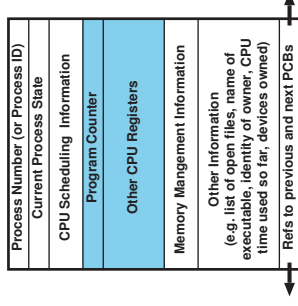 Process Number (or Process ID)
Current Process State
CPU Scheduling Information
Program Counter
Other CPU Registers
Memory Mangement Information
Other Information
(e.g. list of open files, name of
executable, identity of owner, CPU
time used so far, devices owned)
Refs to previous and next PCBs